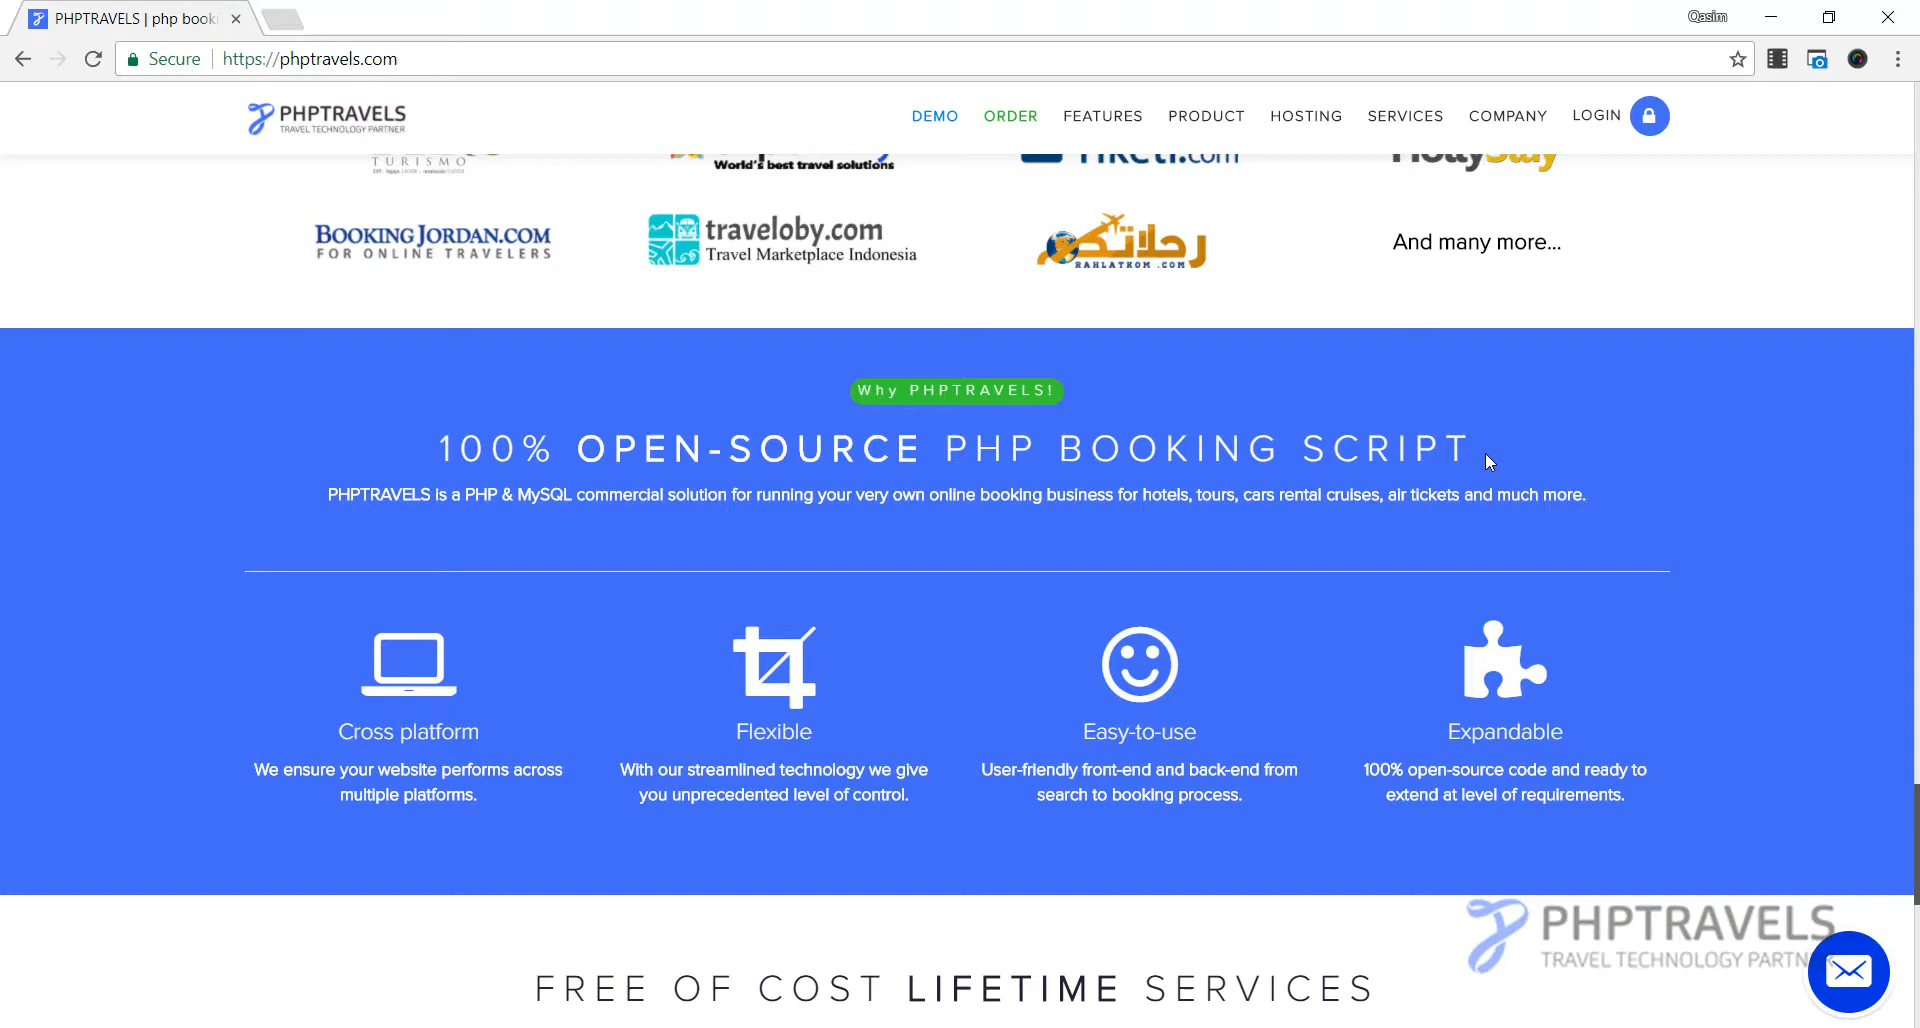 PHPTRAVELS | php book
Qasim
Secure
https://phptravels.com
PHPTRAVELS
TRAVEL TECHNOLOGY PARTNER
DEMO ORDER FEATURES PRODUCT HOSTING SERVICES COMPANY LOGIN
TURISMO
World's best travel solutions
BOOKINGJORDAN.COM
FOR ONLINE TRAVELERS
traveloby.com
Travel Marketplace Indonesia
رحلاتكم
RAHLATKOM .COM
And many more...
Why PHPTRAVELS!
100% OPEN-SOURCE PHP BOOKING SCRIPT
PHPTRAVELS is a PHP & MySQL commercial solution for running your very own online booking business for hotels, tours, cars rental cruises, air tickets and much more.
Cross platform
We ensure your website performs across
multiple platforms.
Flexible
With our streamlined technology we give
you unprecedented level of control.
Easy-to-use
User-friendly front-end and back-end from
search to booking process.
Expandable
100% open-source code and ready to
extend at level of requirements.
PHPTRAVELS
TRAVEL TECHNOLOGY PARTNER
FREE OF COST LIFETIME SERVICES